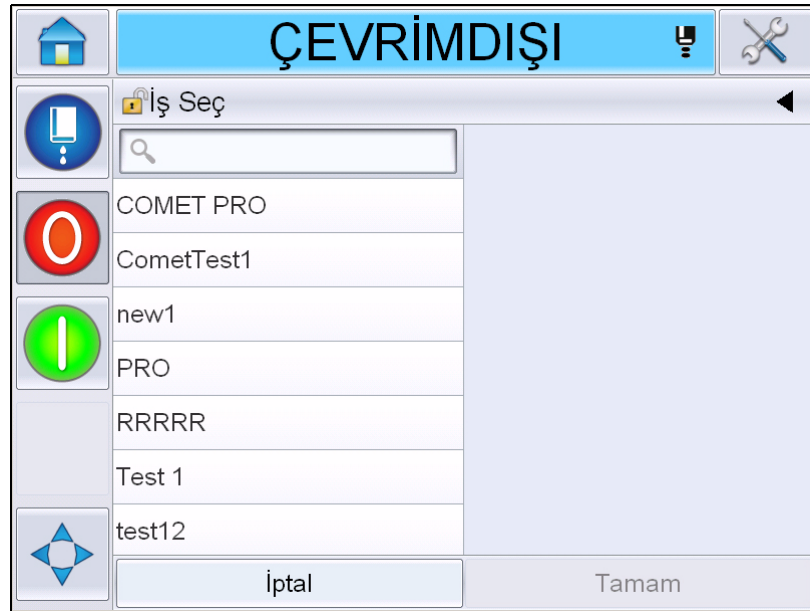 ÇEVRİMDIŞI
İş Seç
COMET PRO
CometTest1
new1
PRO
RRRRR
Test 1
test12
İptal
Tamam